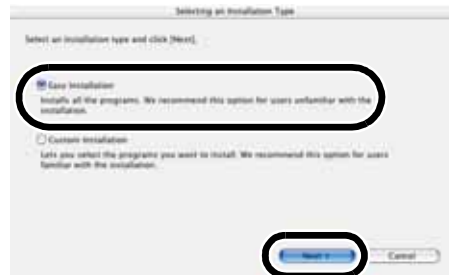 Selecting an Installation Type
Select an installation type and click [Next].
Easy Installation
Installs all the programs. We recommend this option for users unfamiliar with the
installation.
Custom Installation
Lets you select the programs you want to install. We recommend this option for users
familiar with the installation.
Next >
Cancel